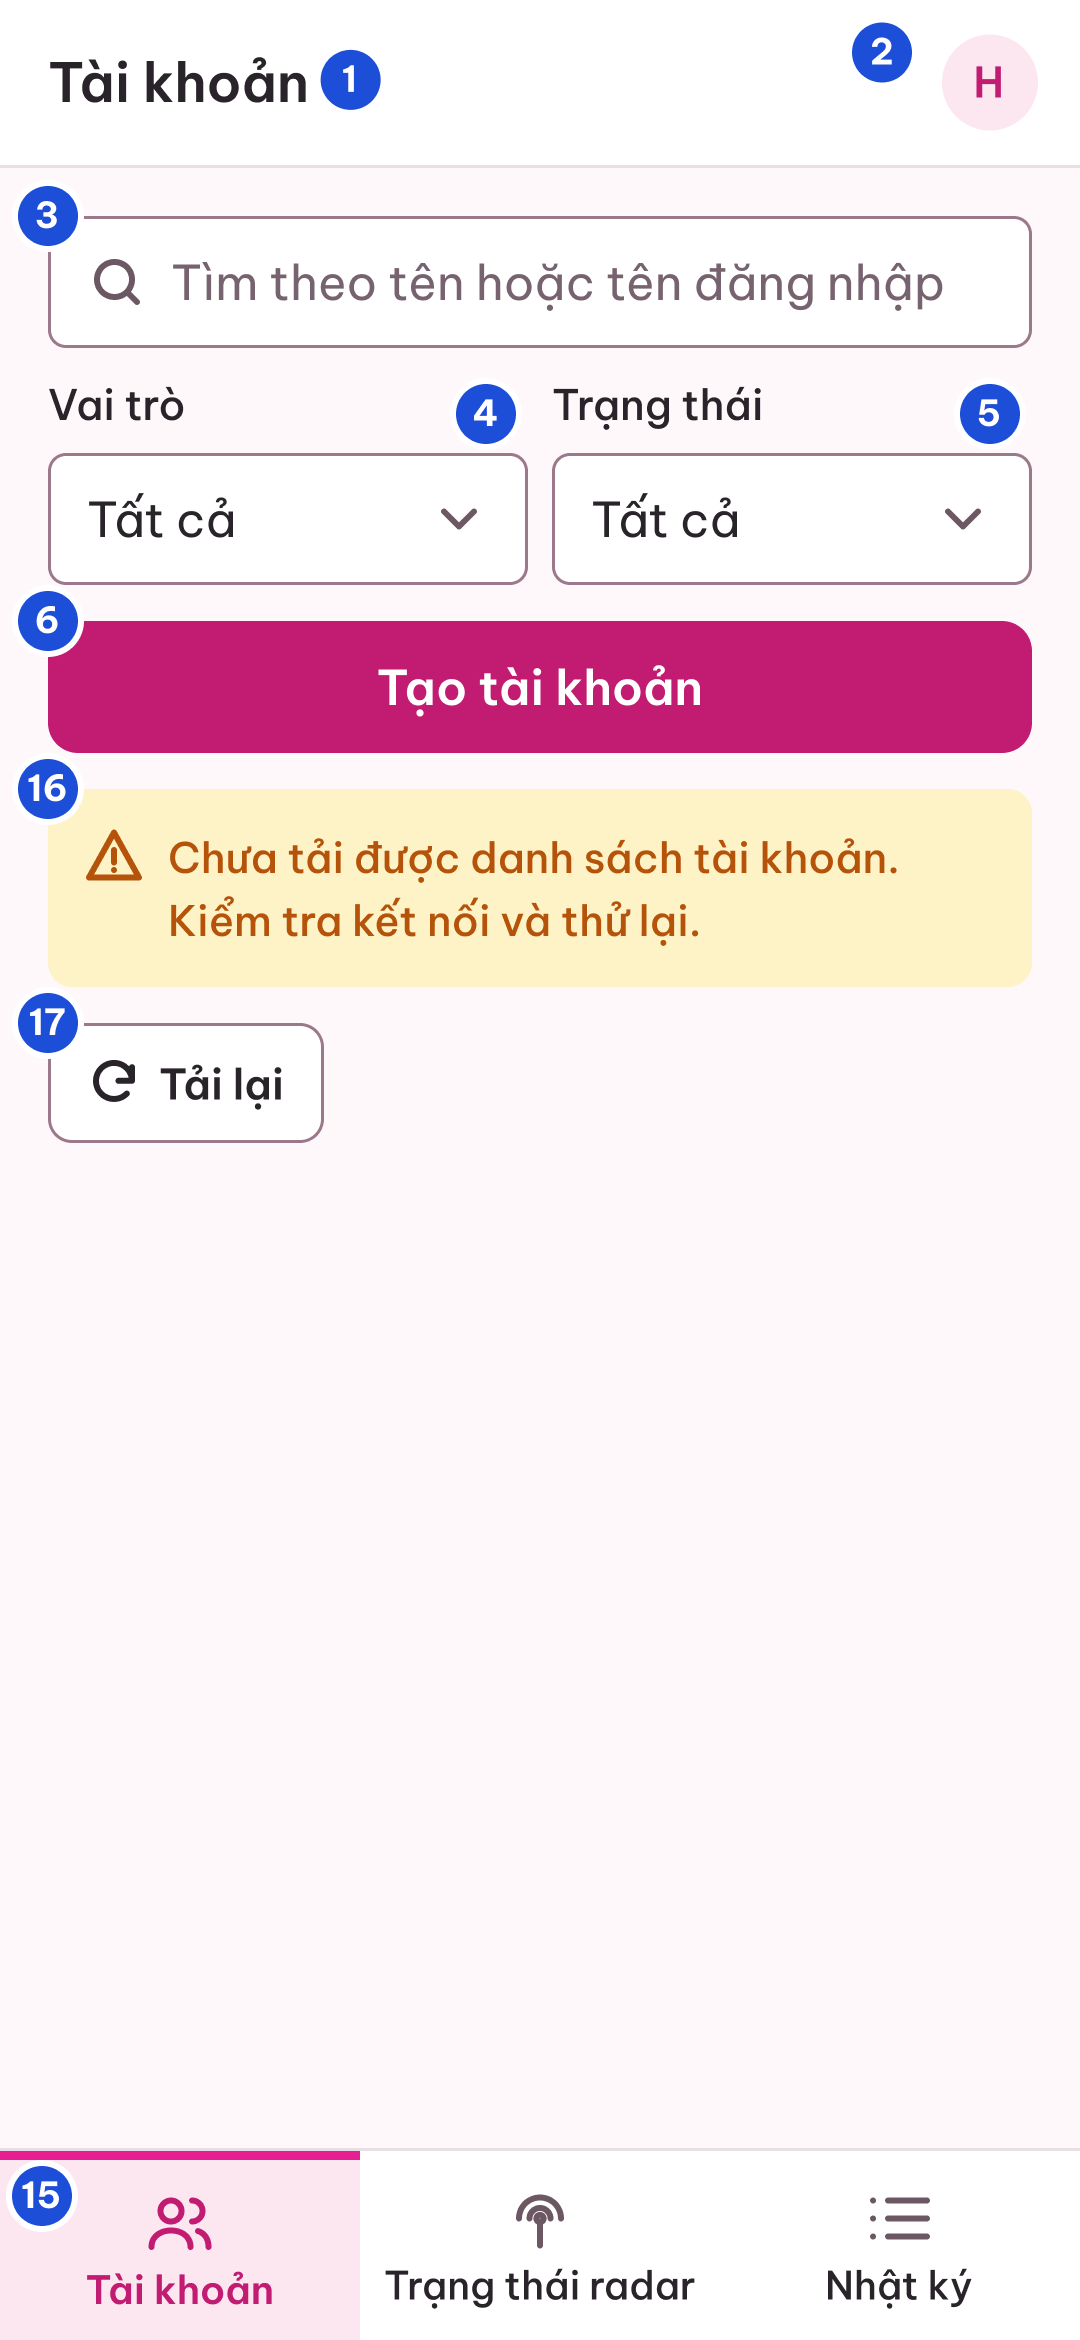 Tài khoản 1
2
H
3
Tìm theo tên hoặc tên đăng nhập
Vai trò 4 Trạng thái 5
Tất cả Tất cả
6
Tạo tài khoản
16
Chưa tải được danh sách tài khoản.
Kiểm tra kết nối và thử lại.
17
Tải lại
15
Tài khoản Trạng thái radar Nhật ký